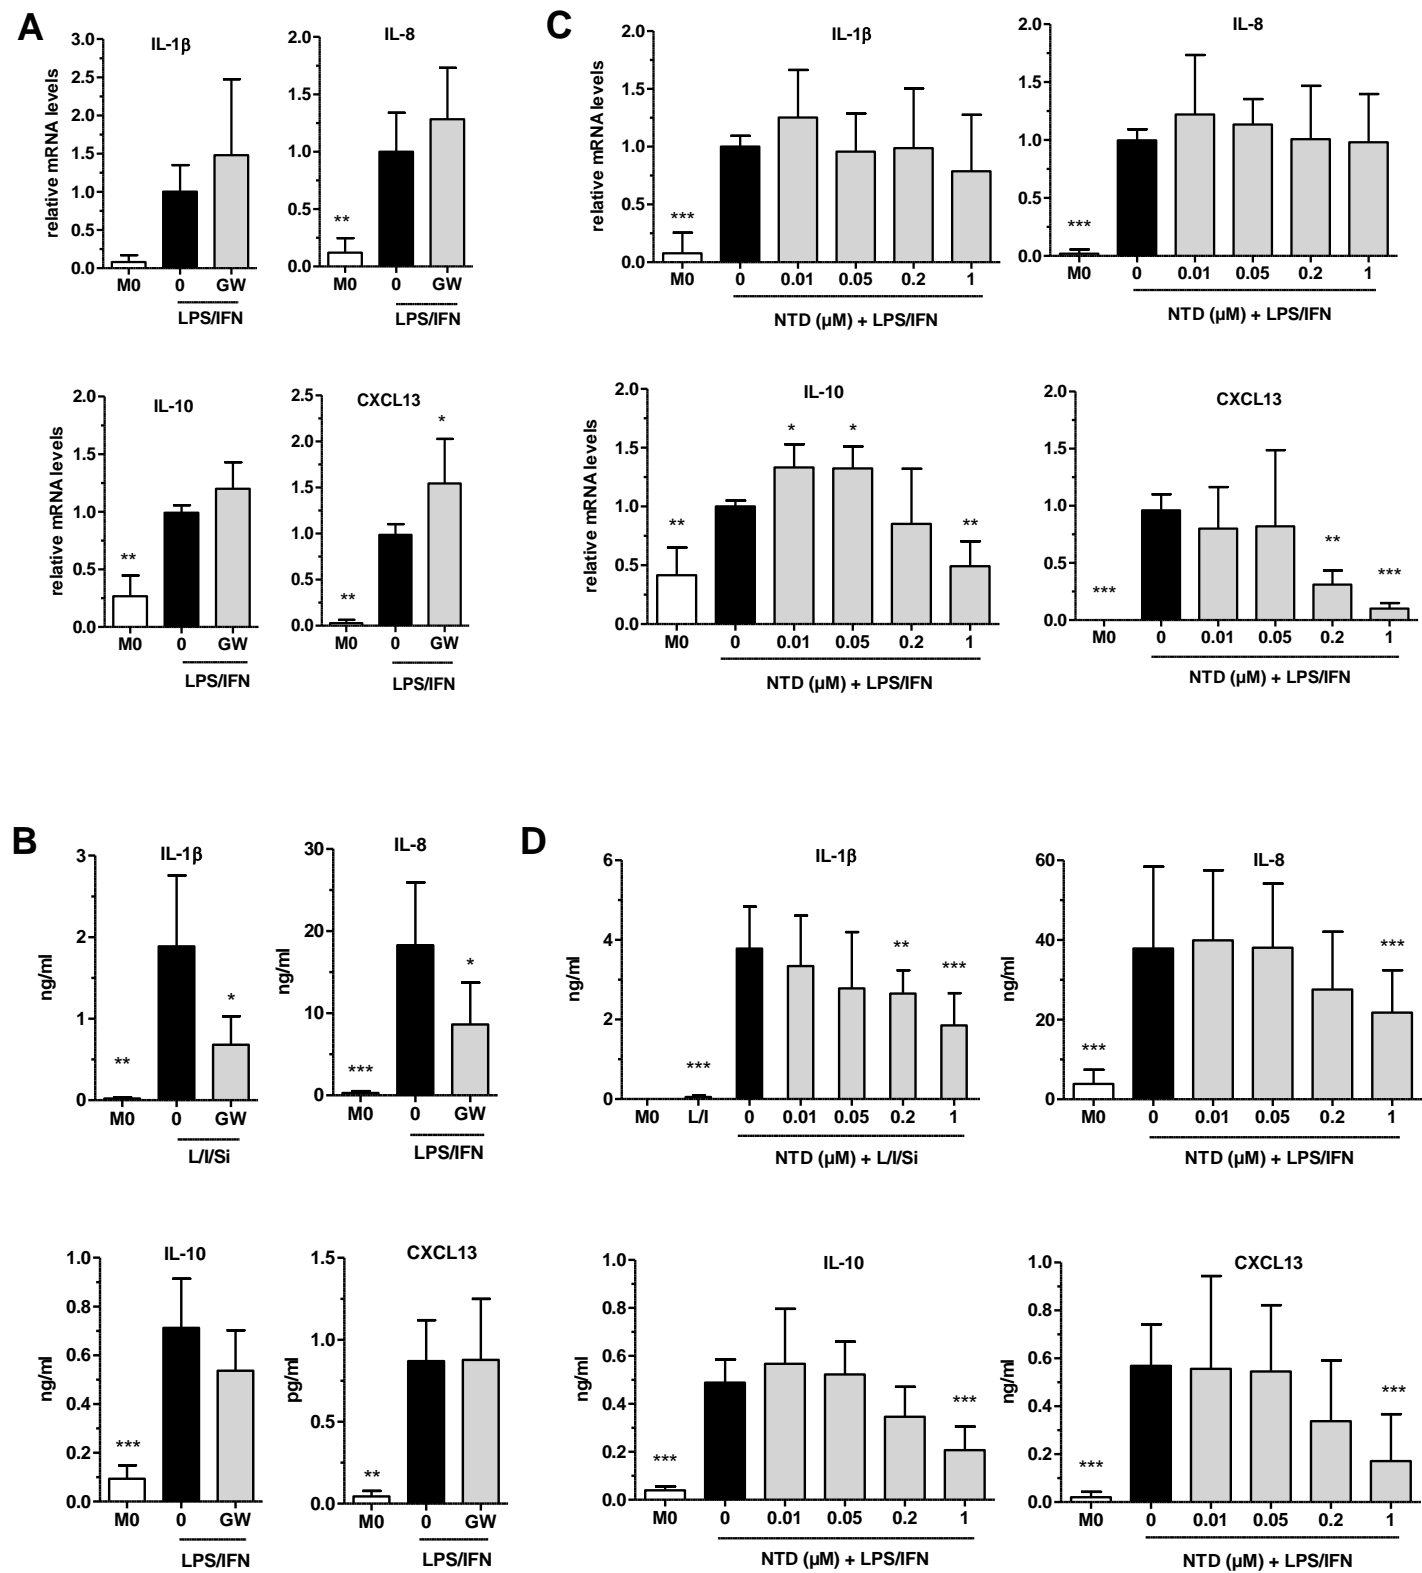 A
IL-1β
3.0
2.5
2.0
1.5
1.0
0.5
0.0
relative mRNA levels
M0 0 GW
LPS/IFN
IL-8
2.0
1.5
1.0
0.5
0.0
**
M0 0 GW
LPS/IFN
IL-10
2.0
1.5
1.0
0.5
0.0
relative mRNA levels
**
M0 0 GW
LPS/IFN
CXCL13
2.5
2.0
1.5
1.0
0.5
0.0
**
*
M0 0 GW
LPS/IFN
C
IL-1β
2.0
1.5
1.0
0.5
0.0
relative mRNA levels
***
M0 0 0.01 0.05 0.2 1
NTD (µM) + LPS/IFN
IL-8
2.0
1.5
1.0
0.5
0.0
***
M0 0 0.01 0.05 0.2 1
NTD (µM) + LPS/IFN
IL-10
2.0
1.5
1.0
0.5
0.0
relative mRNA levels
** * * **
M0 0 0.01 0.05 0.2 1
NTD (µM) + LPS/IFN
CXCL13
2.0
1.5
1.0
0.5
0.0
*** ** ***
M0 0 0.01 0.05 0.2 1
NTD (µM) + LPS/IFN
B
IL-1β
3
2
1
0
ng/ml
** *
M0 0 GW
L/I/Si
IL-8
30
20
10
0
ng/ml
*** *
M0 0 GW
LPS/IFN
IL-10
1.0
0.8
0.6
0.4
0.2
0.0
ng/ml
***
M0 0 GW
LPS/IFN
CXCL13
1.5
1.0
0.5
0.0
pg/ml
**
M0 0 GW
LPS/IFN
D
IL-1β
6
4
2
0
ng/ml
*** ** ***
M0 L/I 0 0.01 0.05 0.2 1
NTD (µM) + L/I/Si
IL-8
60
40
20
0
ng/ml
*** ***
M0 0 0.01 0.05 0.2 1
NTD (µM) + LPS/IFN
IL-10
1.0
0.8
0.6
0.4
0.2
0.0
ng/ml
*** ***
M0 0 0.01 0.05 0.2 1
NTD (µM) + LPS/IFN
CXCL13
1.0
0.8
0.6
0.4
0.2
0.0
ng/ml
*** ***
M0 0 0.01 0.05 0.2 1
NTD (µM) + LPS/IFN